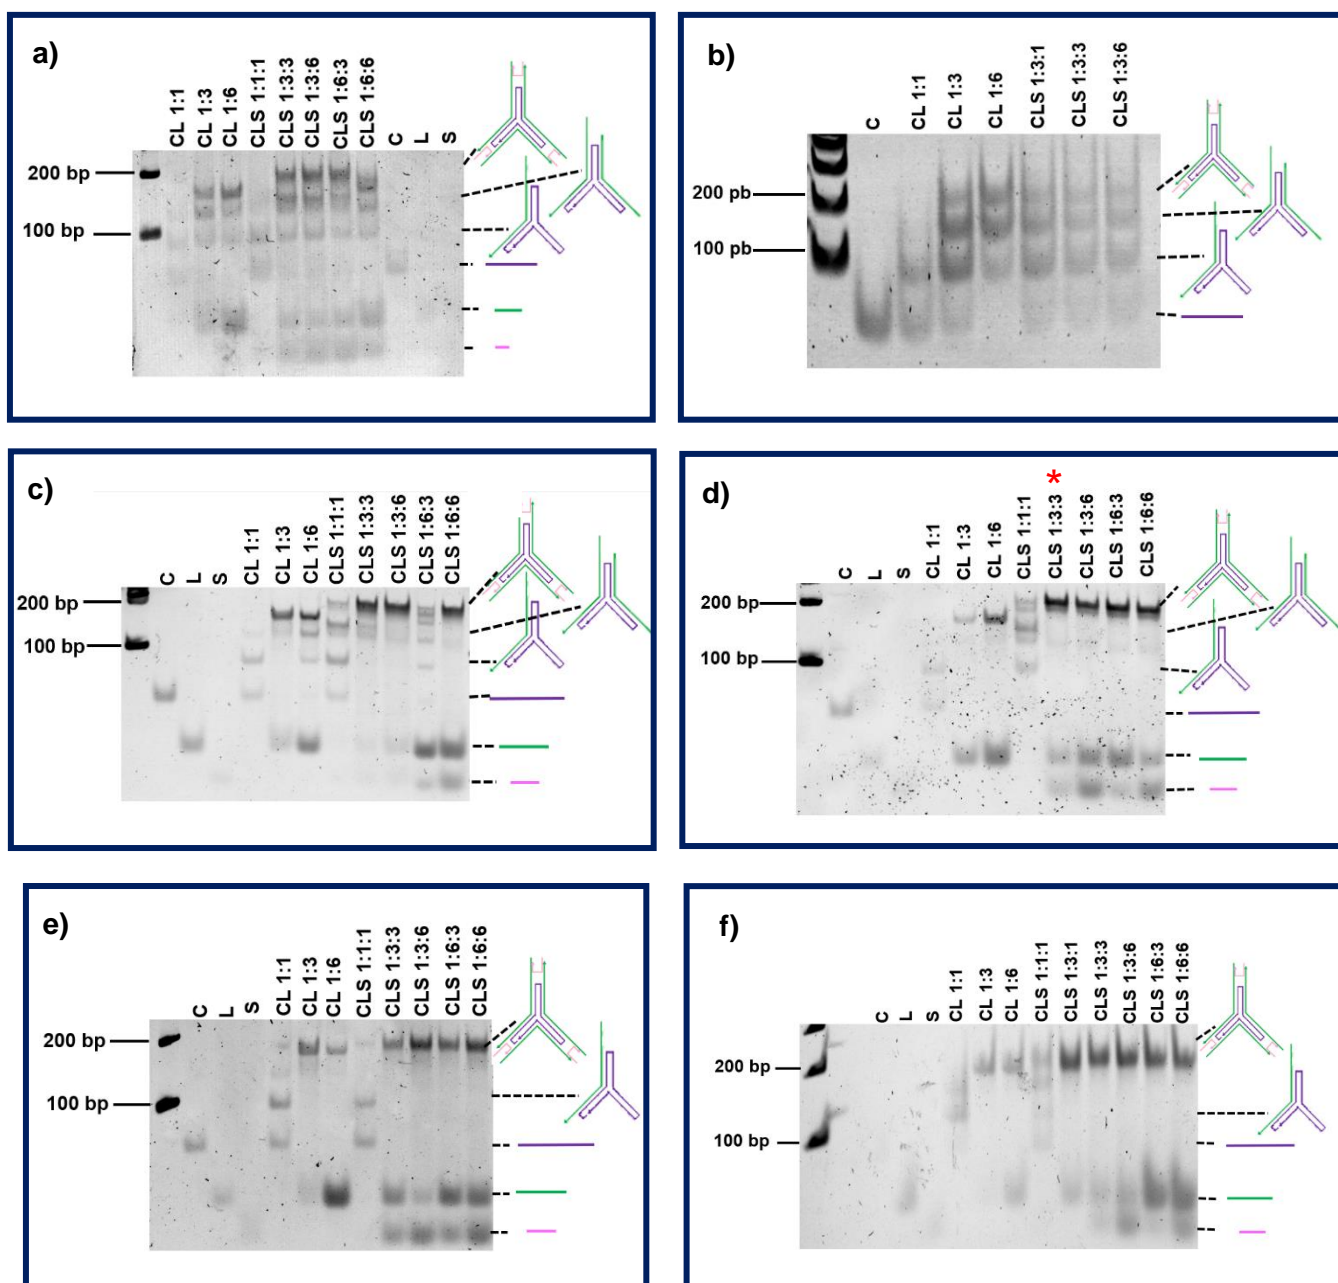 a)
CL 1:1
CL 1:3
CL 1:6
CLS 1:1:1
CLS 1:3:3
CLS 1:3:6
CLS 1:6:3
CLS 1:6:6
C
L
S
200 bp
100 bp
b)
C
CL 1:1
CL 1:3
CL 1:6
CLS 1:3:1
CLS 1:3:3
CLS 1:3:6
200 pb
100 pb
c)
C
L
S
CL 1:1
CL 1:3
CL 1:6
CLS 1:1:1
CLS 1:3:3
CLS 1:3:6
CLS 1:6:3
CLS 1:6:6
200 bp
100 bp
d)
*
C
L
S
CL 1:1
CL 1:3
CL 1:6
CLS 1:1:1
CLS 1:3:3
CLS 1:3:6
CLS 1:6:3
CLS 1:6:6
200 bp
100 bp
e)
C
L
S
CL 1:1
CL 1:3
CL 1:6
CLS 1:1:1
CLS 1:3:3
CLS 1:3:6
CLS 1:6:3
CLS 1:6:6
200 bp
100 bp
f)
C
L
S
CL 1:1
CL 1:3
CL 1:6
CLS 1:1:1
CLS 1:3:1
CLS 1:3:3
CLS 1:3:6
CLS 1:6:3
CLS 1:6:6
200 bp
100 bp